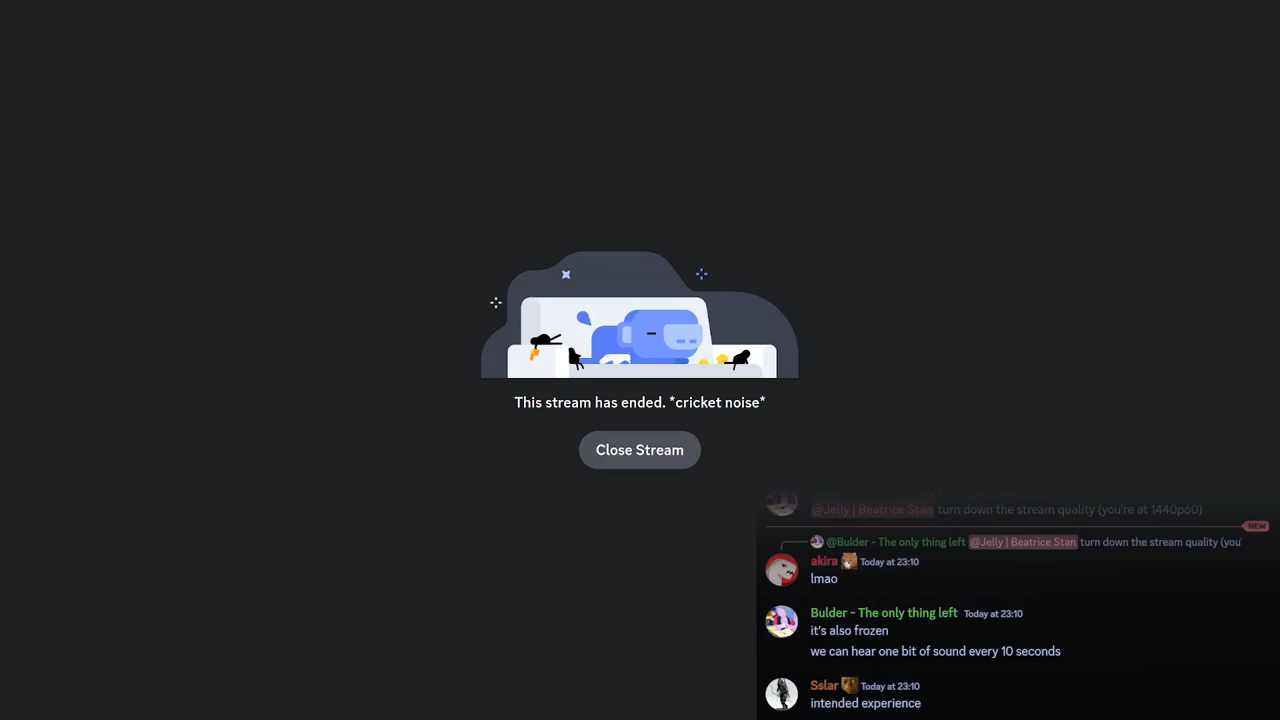 This stream has ended. *cricket noise*
Close Stream
@Jelly | Beatrice Stan turn down the stream quality (you're at 1440p60)
NEW
@Bulder - The only thing left @Jelly | Beatrice Stan turn down the stream quality (you'
akira Today at 23:10
lmao
Bulder - The only thing left Today at 23:10
it's also frozen
we can hear one bit of sound every 10 seconds
Sslar Today at 23:10
intended experience